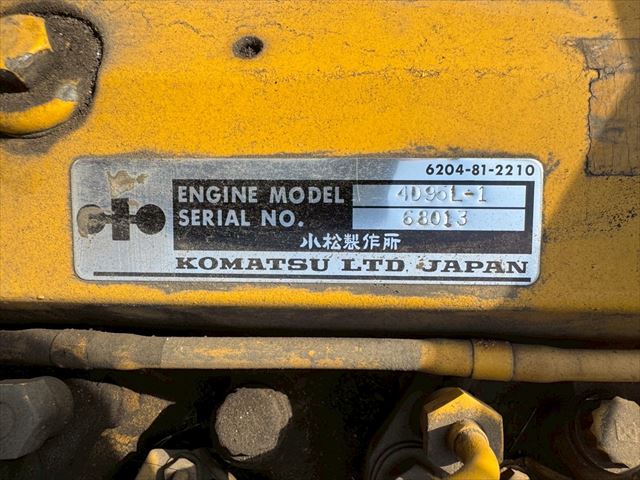 6204-81-2210
ENGINE MODEL 4D95L-1
SERIAL NO. 68013
小松製作所
KOMATSU LTD. JAPAN